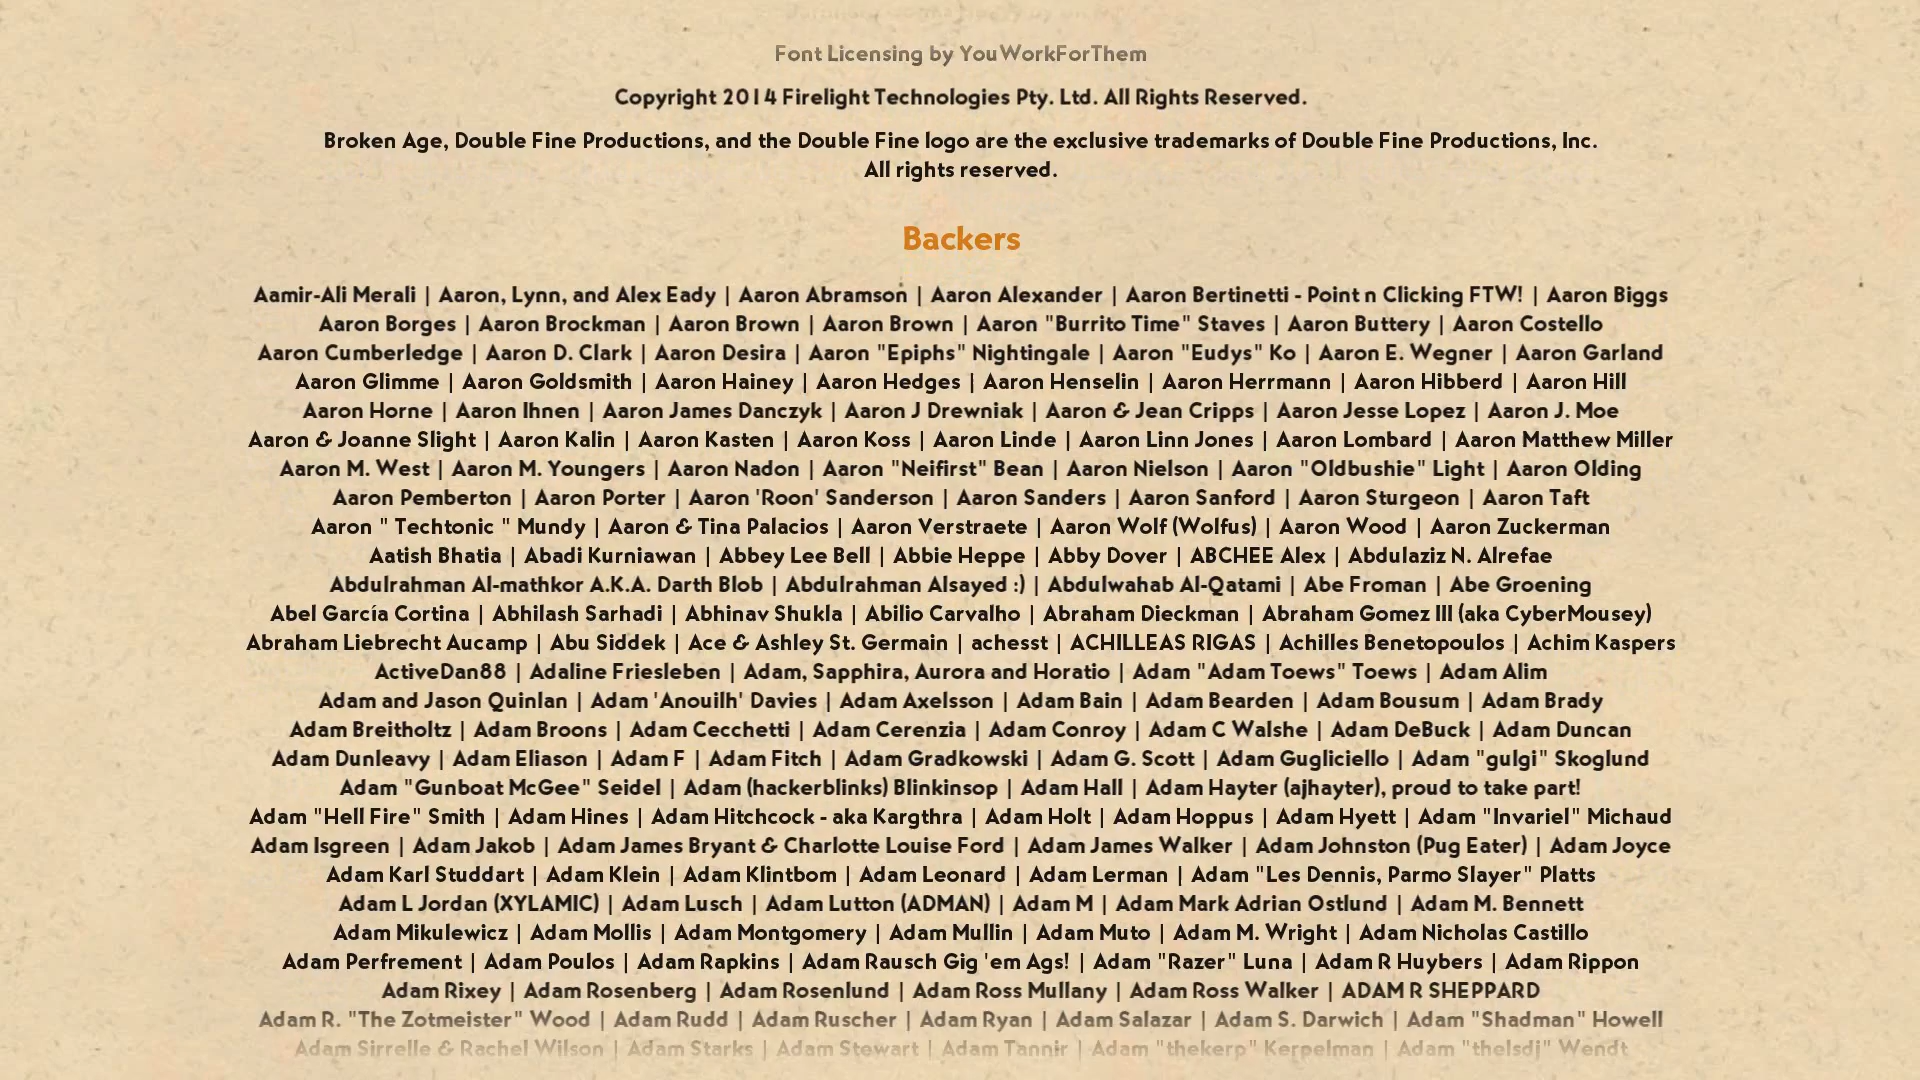 Font Licensing by YouWorkForThem
Copyright 2014 Firelight Technologies Pty. Ltd. All Rights Reserved.
Broken Age, Double Fine Productions, and the Double Fine logo are the exclusive trademarks of Double Fine Productions, Inc.
All rights reserved.
Backers
Aamir-Ali Merali | Aaron, Lynn, and Alex Eady | Aaron Abramson | Aaron Alexander | Aaron Bertinetti - Point n Clicking FTW! | Aaron Biggs
Aaron Borges | Aaron Brockman | Aaron Brown | Aaron Brown | Aaron "Burrito Time" Staves | Aaron Buttery | Aaron Costello
Aaron Cumberledge | Aaron D. Clark | Aaron Desira | Aaron "Epiphs" Nightingale | Aaron "Eudys" Ko | Aaron E. Wegner | Aaron Garland
Aaron Glimme | Aaron Goldsmith | Aaron Hainey | Aaron Hedges | Aaron Henselin | Aaron Herrmann | Aaron Hibberd | Aaron Hill
Aaron Horne | Aaron Ihnen | Aaron James Danczyk | Aaron J Drewniak | Aaron & Jean Cripps | Aaron Jesse Lopez | Aaron J. Moe
Aaron & Joanne Slight | Aaron Kalin | Aaron Kasten | Aaron Koss | Aaron Linde | Aaron Linn Jones | Aaron Lombard | Aaron Matthew Miller
Aaron M. West | Aaron M. Youngers | Aaron Nadon | Aaron "Neifirst" Bean | Aaron Nielson | Aaron "Oldbushie" Light | Aaron Olding
Aaron Pemberton | Aaron Porter | Aaron 'Roon' Sanderson | Aaron Sanders | Aaron Sanford | Aaron Sturgeon | Aaron Taft
Aaron " Techtonic " Mundy | Aaron & Tina Palacios | Aaron Verstraete | Aaron Wolf (Wolfus) | Aaron Wood | Aaron Zuckerman
Aatish Bhatia | Abadi Kurniawan | Abbey Lee Bell | Abbie Heppe | Abby Dover | ABCHEE Alex | Abdulaziz N. Alrefae
Abdulrahman Al-mathkor A.K.A. Darth Blob | Abdulrahman Alsayed :) | Abdulwahab Al-Qatami | Abe Froman | Abe Groening
Abel García Cortina | Abhilash Sarhadi | Abhinav Shukla | Abilio Carvalho | Abraham Dieckman | Abraham Gomez III (aka CyberMousey)
Abraham Liebrecht Aucamp | Abu Siddek | Ace & Ashley St. Germain | achesst | ACHILLEAS RIGAS | Achilles Benetopoulos | Achim Kaspers
ActiveDan88 | Adaline Friesleben | Adam, Sapphira, Aurora and Horatio | Adam "Adam Toews" Toews | Adam Alim
Adam and Jason Quinlan | Adam 'Anouilh' Davies | Adam Axelsson | Adam Bain | Adam Bearden | Adam Bousum | Adam Brady
Adam Breitholtz | Adam Broons | Adam Cecchetti | Adam Cerenzia | Adam Conroy | Adam C Walshe | Adam DeBuck | Adam Duncan
Adam Dunleavy | Adam Eliason | Adam F | Adam Fitch | Adam Gradkowski | Adam G. Scott | Adam Gugliciello | Adam "gulgi" Skoglund
Adam "Gunboat McGee" Seidel | Adam (hackerblinks) Blinkinsop | Adam Hall | Adam Hayter (ajhayter), proud to take part!
Adam "Hell Fire" Smith | Adam Hines | Adam Hitchcock - aka Kargthra | Adam Holt | Adam Hoppus | Adam Hyett | Adam "Invariel" Michaud
Adam Isgreen | Adam Jakob | Adam James Bryant & Charlotte Louise Ford | Adam James Walker | Adam Johnston (Pug Eater) | Adam Joyce
Adam Karl Studdart | Adam Klein | Adam Klintbom | Adam Leonard | Adam Lerman | Adam "Les Dennis, Parmo Slayer" Platts
Adam L Jordan (XYLAMIC) | Adam Lusch | Adam Lutton (ADMAN) | Adam M | Adam Mark Adrian Ostlund | Adam M. Bennett
Adam Mikulewicz | Adam Mollis | Adam Montgomery | Adam Mullin | Adam Muto | Adam M. Wright | Adam Nicholas Castillo
Adam Perfrement | Adam Poulos | Adam Rapkins | Adam Rausch Gig 'em Ags! | Adam "Razer" Luna | Adam R Huybers | Adam Rippon
Adam Rixey | Adam Rosenberg | Adam Rosenlund | Adam Ross Mullany | Adam Ross Walker | ADAM R SHEPPARD
Adam R. "The Zotmeister" Wood | Adam Rudd | Adam Ruscher | Adam Ryan | Adam Salazar | Adam S. Darwich | Adam "Shadman" Howell
Adam Sirrelle & Rachel Wilson | Adam Starks | Adam Stewart | Adam Tannir | Adam "thekerp" Kerpelman | Adam "thelsdj" Wendt